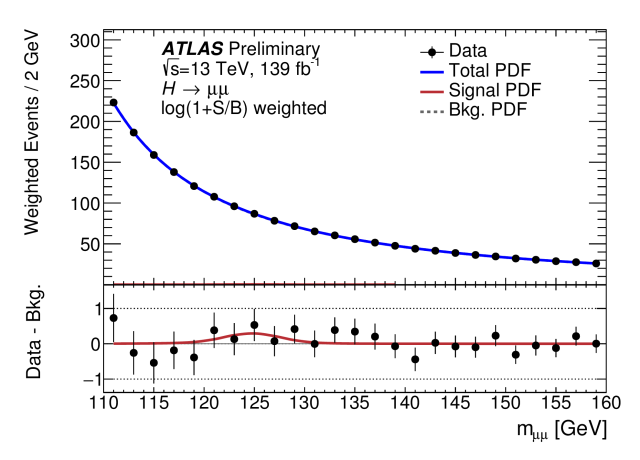 300
250
200
150
100
50
Weighted Events / 2 GeV
ATLAS Preliminary
√s=13 TeV, 139 fb⁻¹
H → μμ
log(1+S/B) weighted
Data
Total PDF
Signal PDF
Bkg. PDF
1
0
−1
Data - Bkg.
110 115 120 125 130 135 140 145 150 155 160
mμμ [GeV]